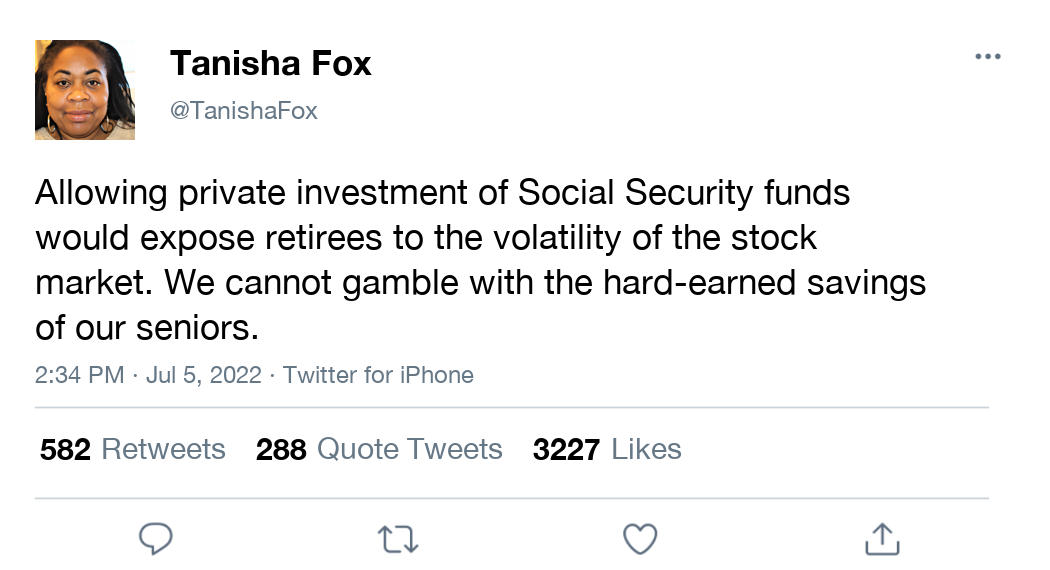 Tanisha Fox
@TanishaFox
Allowing private investment of Social Security funds
would expose retirees to the volatility of the stock
market. We cannot gamble with the hard-earned savings
of our seniors.
2:34 PM · Jul 5, 2022 · Twitter for iPhone
582 Retweets 288 Quote Tweets 3227 Likes